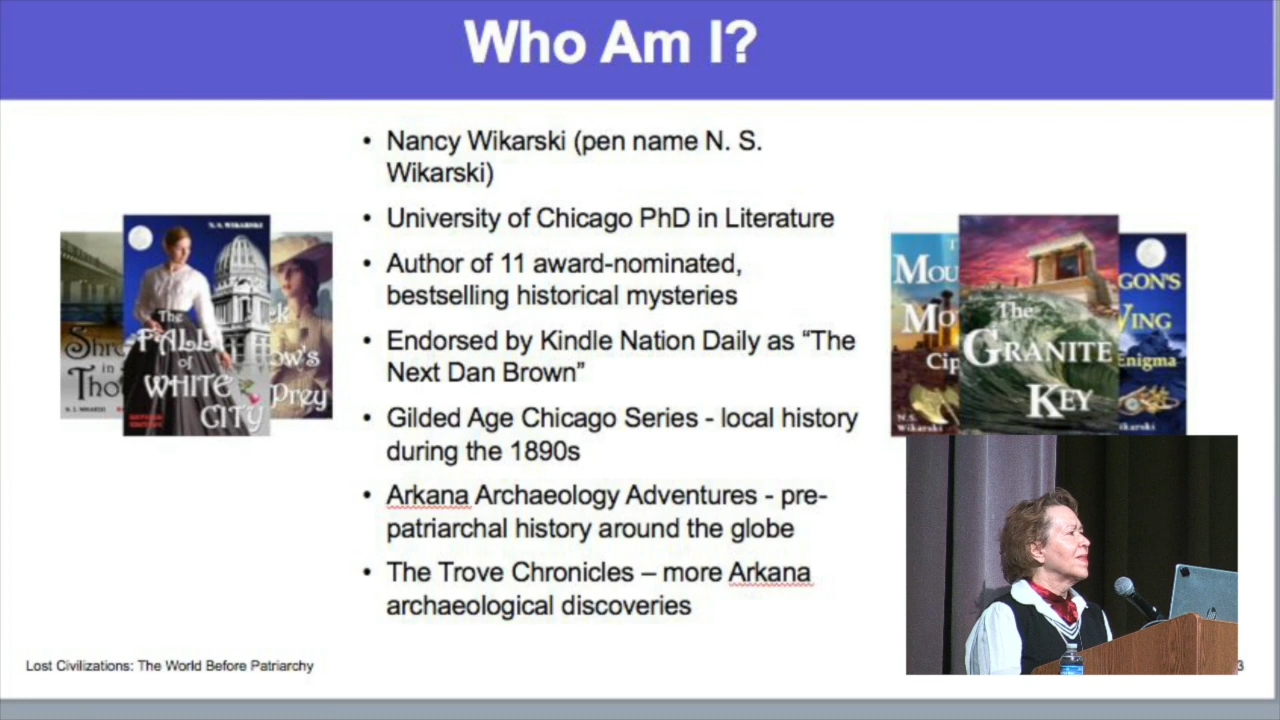 Who Am I?
• Nancy Wikarski (pen name N. S.
Wikarski)
• University of Chicago PhD in Literature
• Author of 11 award-nominated,
bestselling historical mysteries
• Endorsed by Kindle Nation Daily as “The
Next Dan Brown”
• Gilded Age Chicago Series - local history
during the 1890s
• Arkana Archaeology Adventures - pre-
patriarchal history around the globe
• The Trove Chronicles – more Arkana
archaeological discoveries
Shro
in
Tho
N.S. WIKARSKI
The
FALL
of
WHITE
CITY
ow's
Prey
Mou
Mo
Cip
N.S.
Wikarski
The
GRANITE
KEY
GON'S
ING
Enigma
Lost Civilizations: The World Before Patriarchy
3